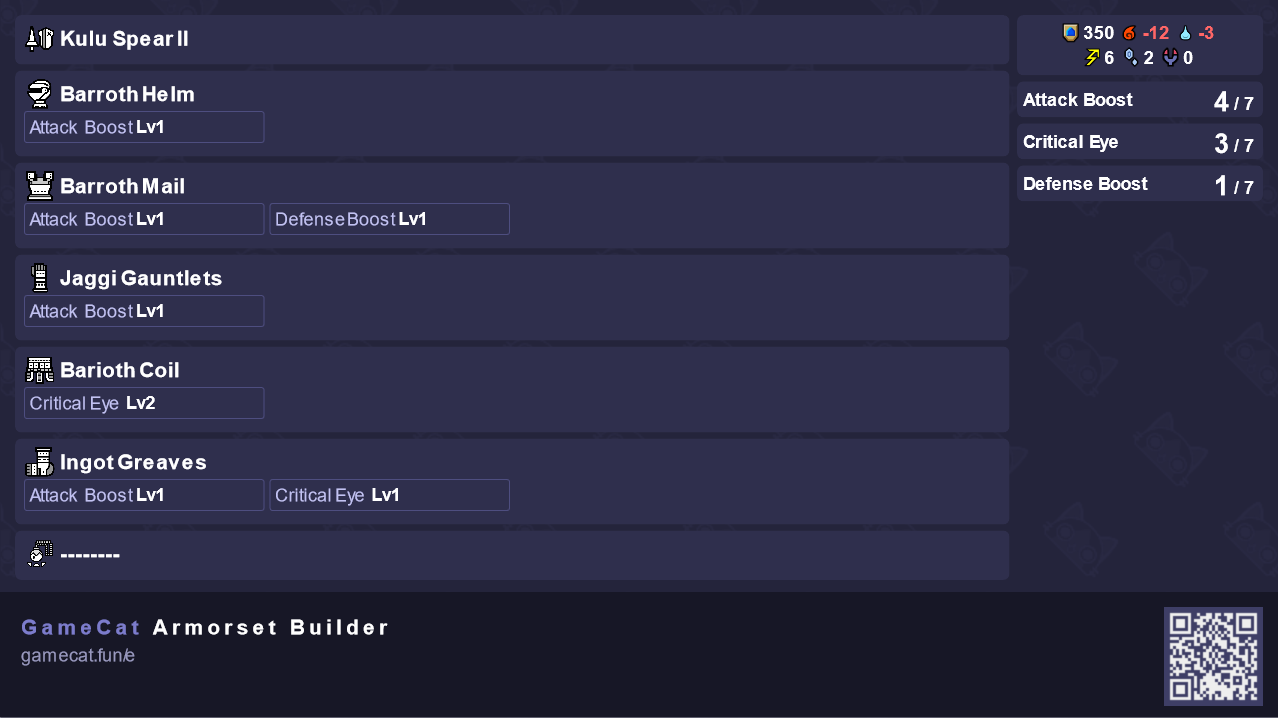 Kulu Spear II
Barroth Helm
Attack Boost Lv1
Barroth Mail
Attack Boost Lv1 Defense Boost Lv1
Jaggi Gauntlets
Attack Boost Lv1
Barioth Coil
Critical Eye Lv2
Ingot Greaves
Attack Boost Lv1 Critical Eye Lv1
--------
350 -12 -3
6 2 0
Attack Boost 4 / 7
Critical Eye 3 / 7
Defense Boost 1 / 7
GameCat Armorset Builder
gamecat.fun/e